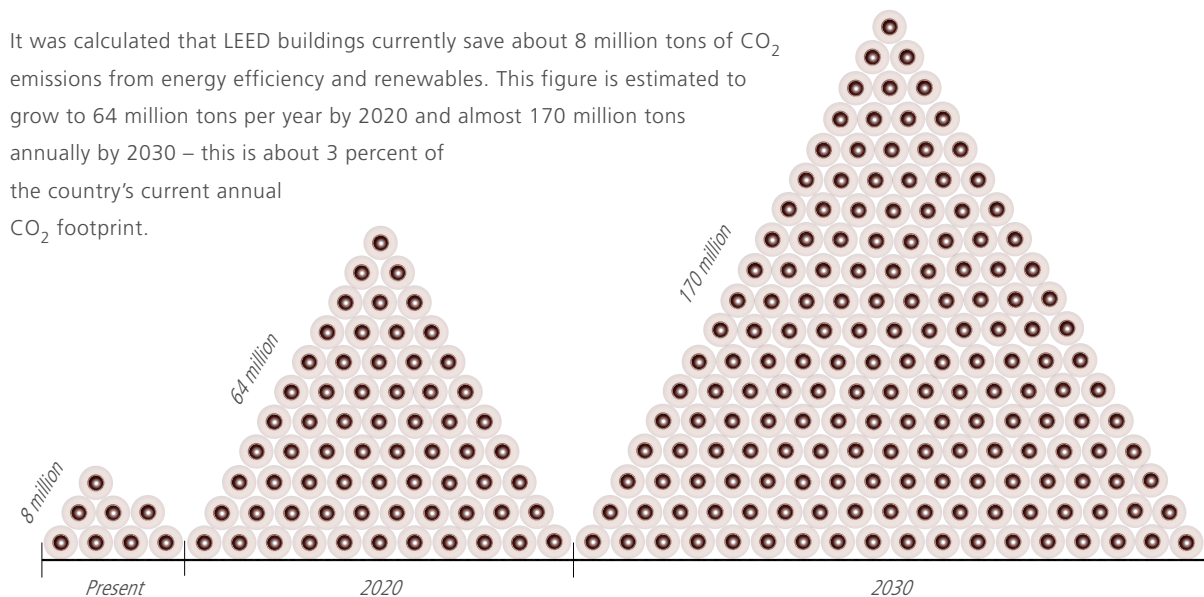 It was calculated that LEED buildings currently save about 8 million tons of CO₂
emissions from energy efficiency and renewables. This figure is estimated to
grow to 64 million tons per year by 2020 and almost 170 million tons
annually by 2030 – this is about 3 percent of
the country's current annual
CO₂ footprint.
8 million
64 million
170 million
Present
2020
2030